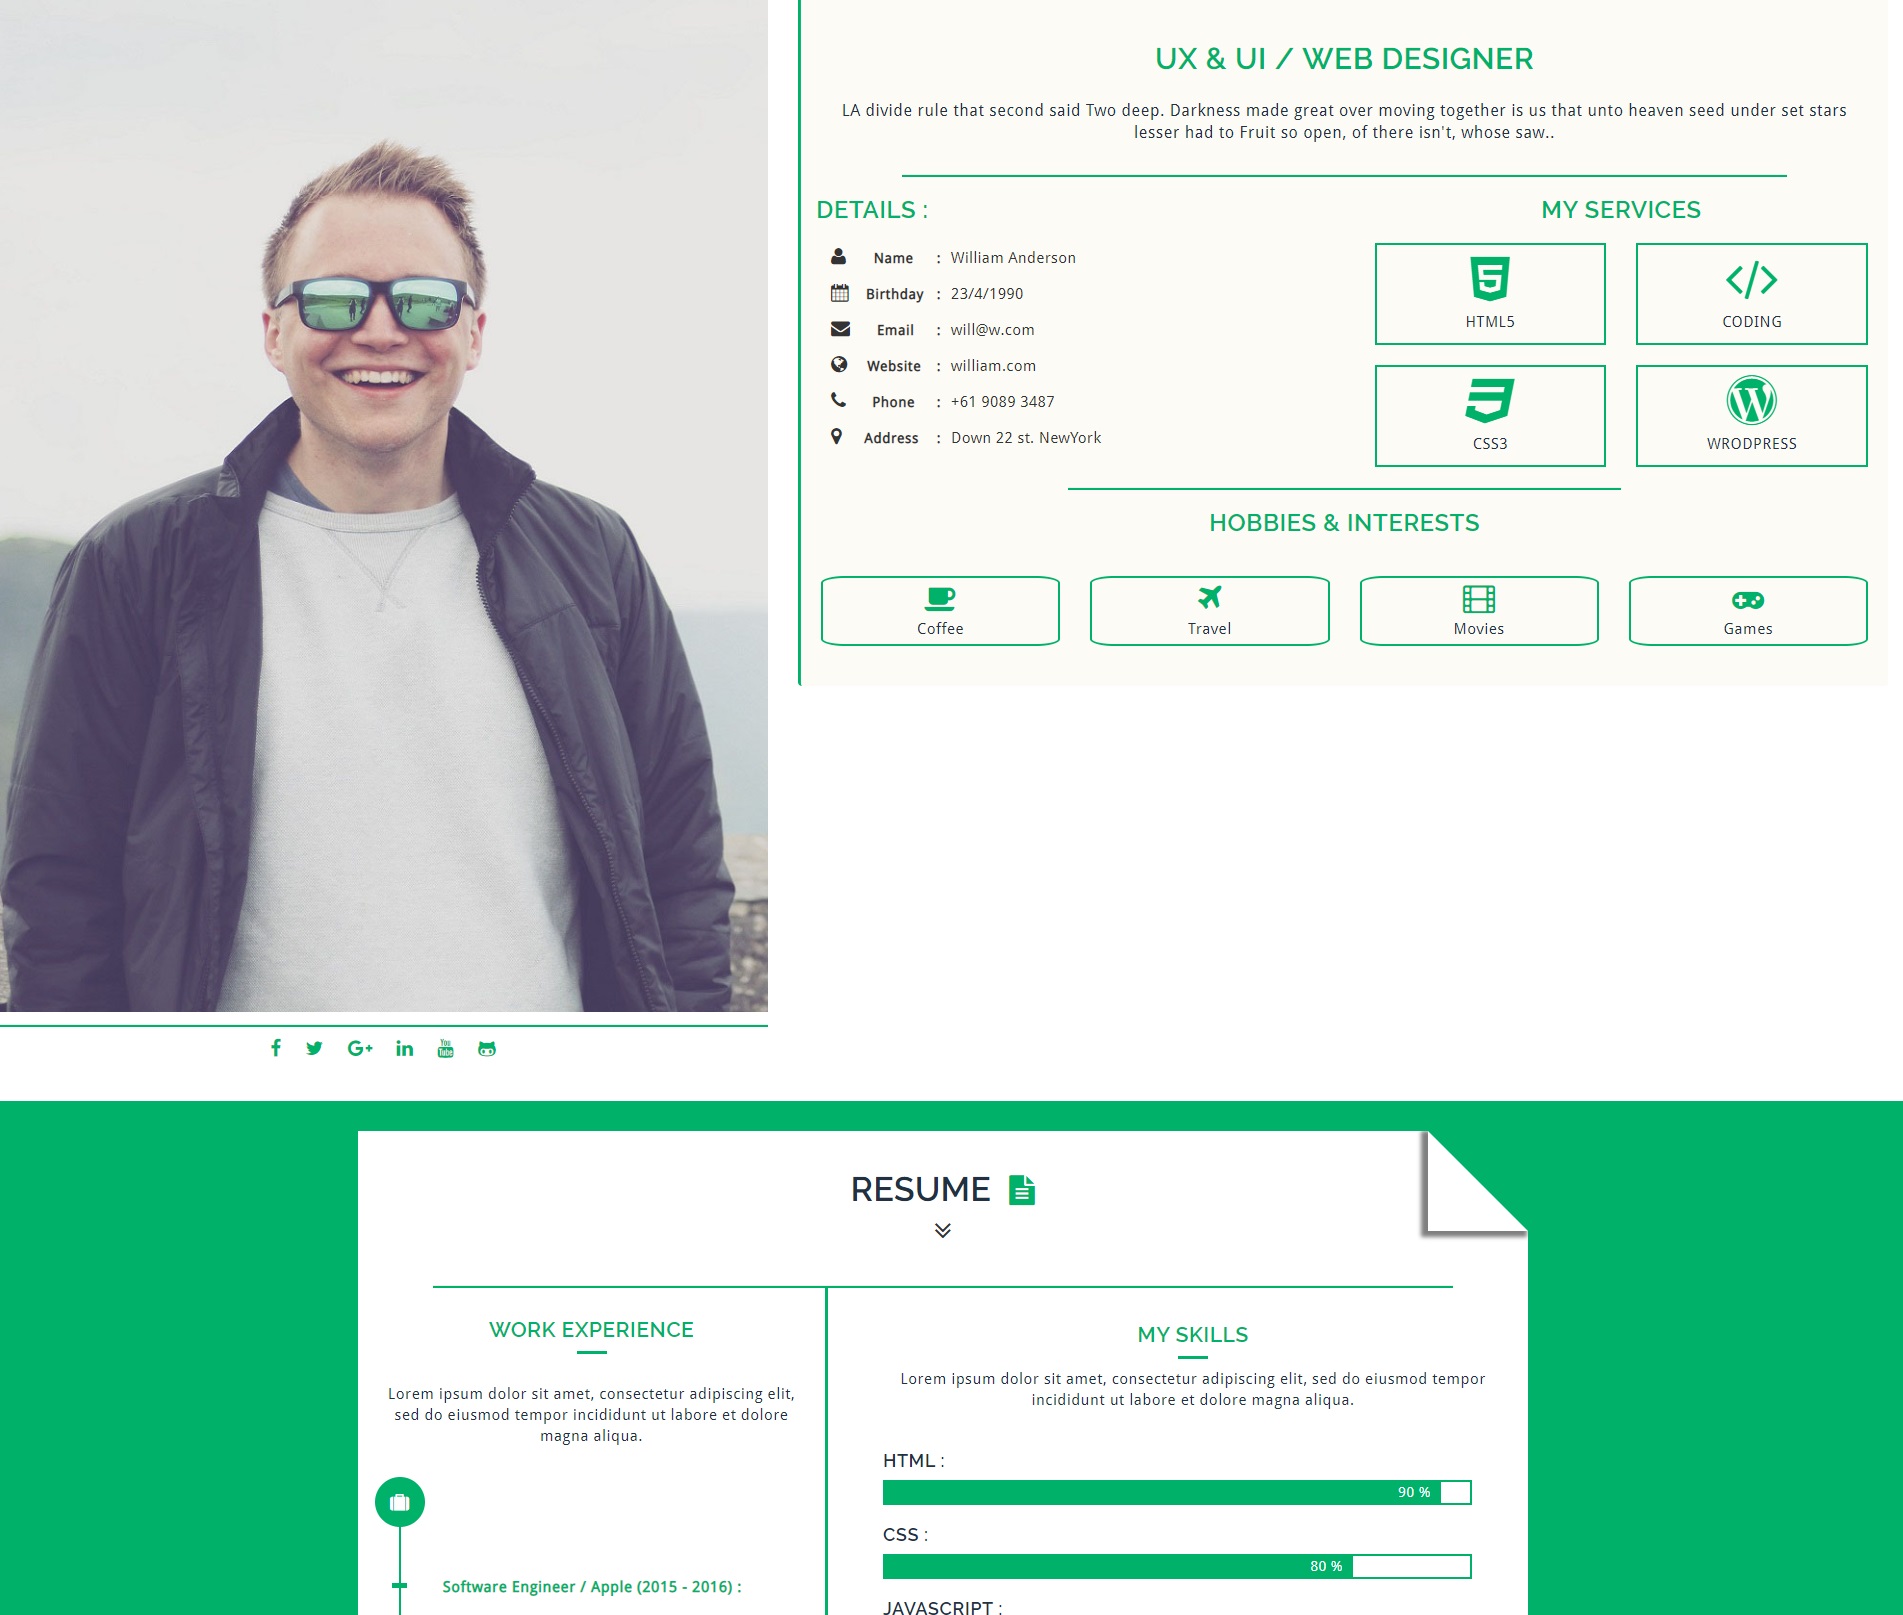 UX & UI / WEB DESIGNER
LA divide rule that second said Two deep. Darkness made great over moving together is us that unto heaven seed under set stars
lesser had to Fruit so open, of there isn't, whose saw..
DETAILS :
Name : William Anderson
Birthday : 23/4/1990
Email : will@w.com
Website : william.com
Phone : +61 9089 3487
Address : Down 22 st. NewYork
MY SERVICES
HTML5
CODING
CSS3
WRODPRESS
HOBBIES & INTERESTS
Coffee
Travel
Movies
Games
You
Tube
RESUME
WORK EXPERIENCE
Lorem ipsum dolor sit amet, consectetur adipiscing elit,
sed do eiusmod tempor incididunt ut labore et dolore
magna aliqua.
Software Engineer / Apple (2015 - 2016) :
MY SKILLS
Lorem ipsum dolor sit amet, consectetur adipiscing elit, sed do eiusmod tempor
incididunt ut labore et dolore magna aliqua.
HTML :
90 %
CSS :
80 %
JAVASCRIPT :